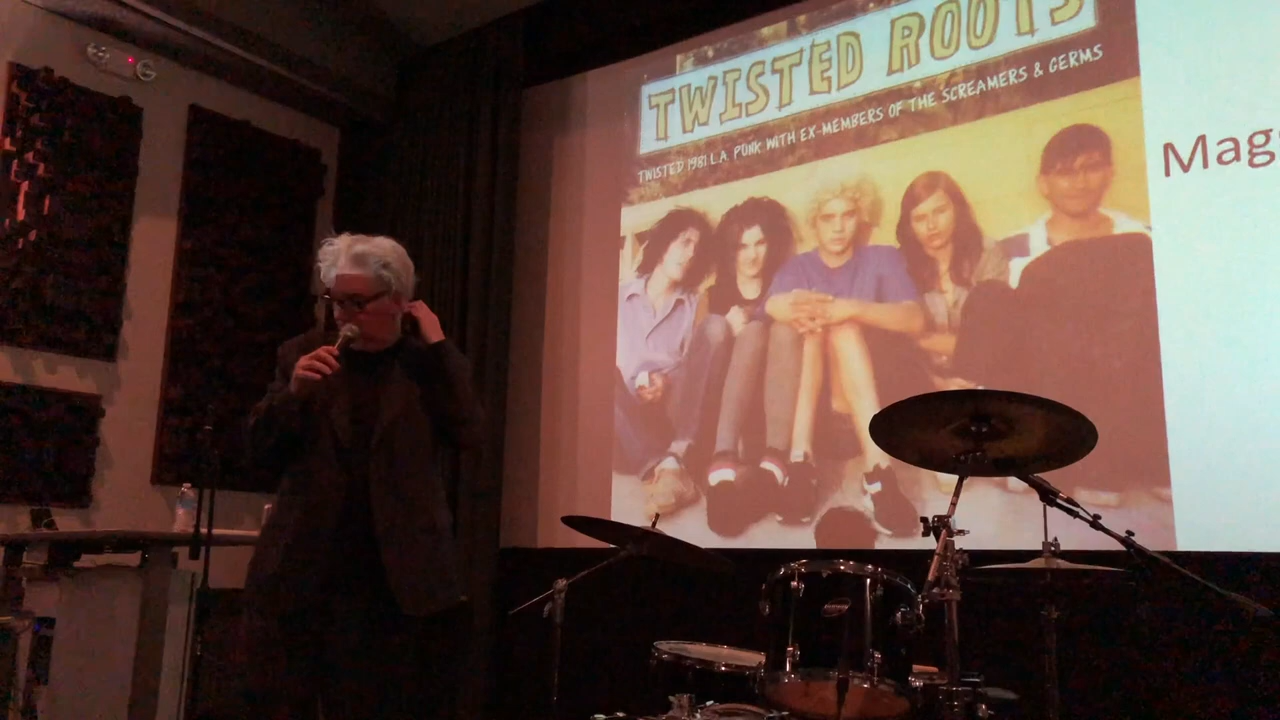 TWISTED ROOTS
TWISTED 1981 L.A. PUNK WITH EX-MEMBERS OF THE SCREAMERS & GERMS
Mag